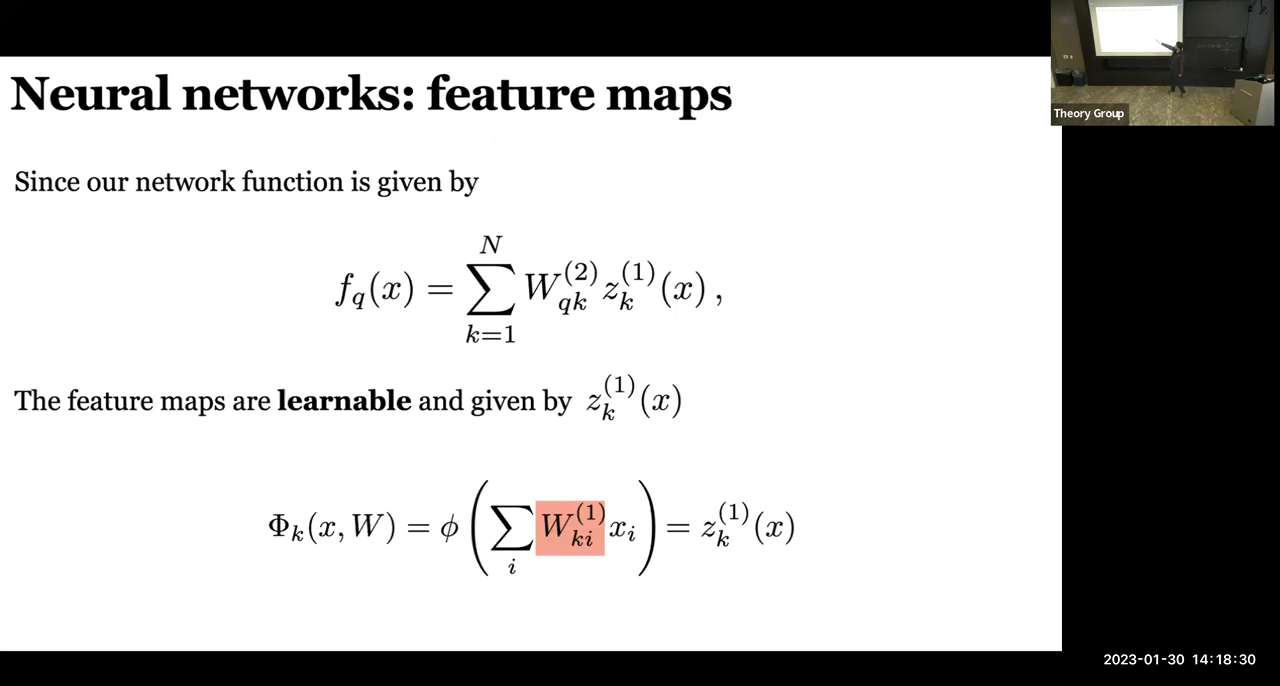 Neural networks: feature maps
Since our network function is given by
f_q(x) = \sum_{k=1}^{N} W_{qk}^{(2)} z_k^{(1)}(x) ,
The feature maps are learnable and given by z_k^{(1)}(x)
\Phi_k(x, W) = \phi \left( \sum_i W_{ki}^{(1)} x_i \right) = z_k^{(1)}(x)
Theory Group
2023-01-30 14:18:30